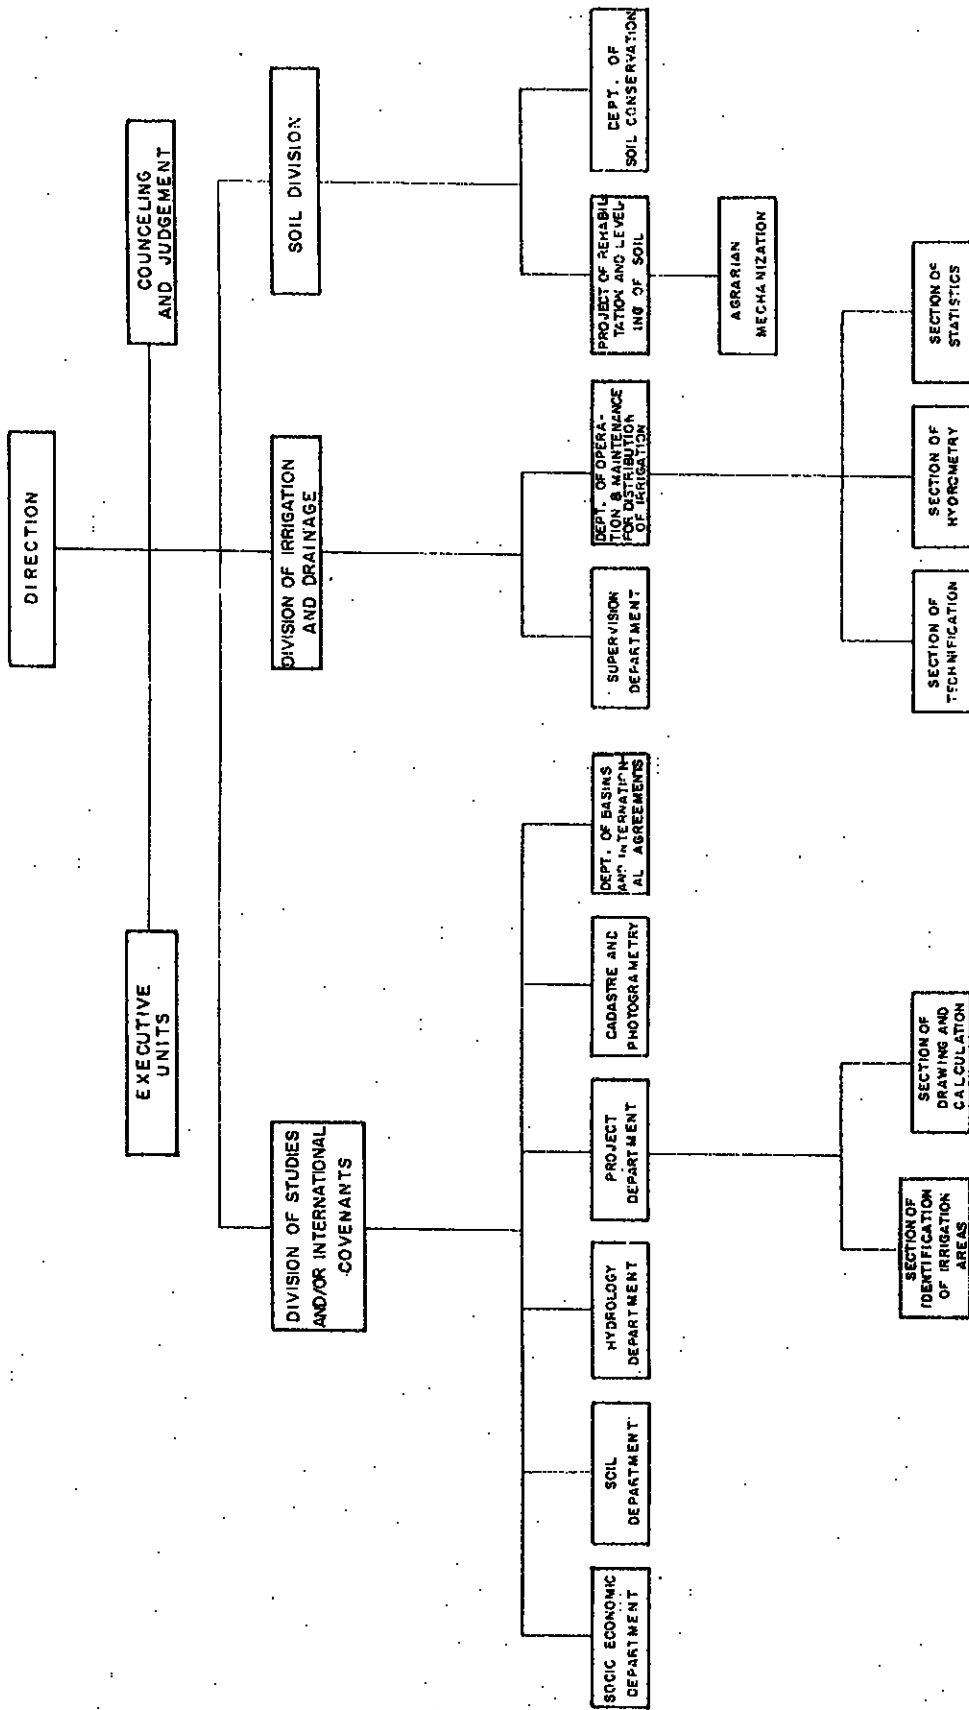 DIRECTION
EXECUTIVE
UNITS
COUNCELING
AND JUDGEMENT
DIVISION OF STUDIES
AND/OR INTERNATIONAL
COVENANTS
DIVISION OF IRRIGATION
AND DRAINAGE
SOIL DIVISION
SOCIC ECONOMIC
DEPARTMENT
SCIL
DEPARTMENT
HYDROLOGY
DEPARTMENT
PROJECT
DEPARTMENT
CADASTRE AND
PHOTOGRAMETRY
DEPT. OF BASINS
AND INTERNATION-
AL AGREEMENTS
SUPERVISION
DEPARTMENT
DEPT. OF OPERA-
TION & MAINTENANCE
FOR DISTRIBUTION
OF IRRIGATION
PROJECT OF REHABIL-
TATION AND LEVEL-
ING OF SOIL
CEPT. OF
SOIL CONSERVATION
AGRARIAN
MECHANIZATION
SECTION OF
IDENTIFICATION
OF IRRIGATION
AREAS
SECTION OF
DRAWING AND
CALCULATION
SECTION OF
TECHNIFICATION
SECTION OF
HYDROMETRY
SECTION OF
STATISTICS